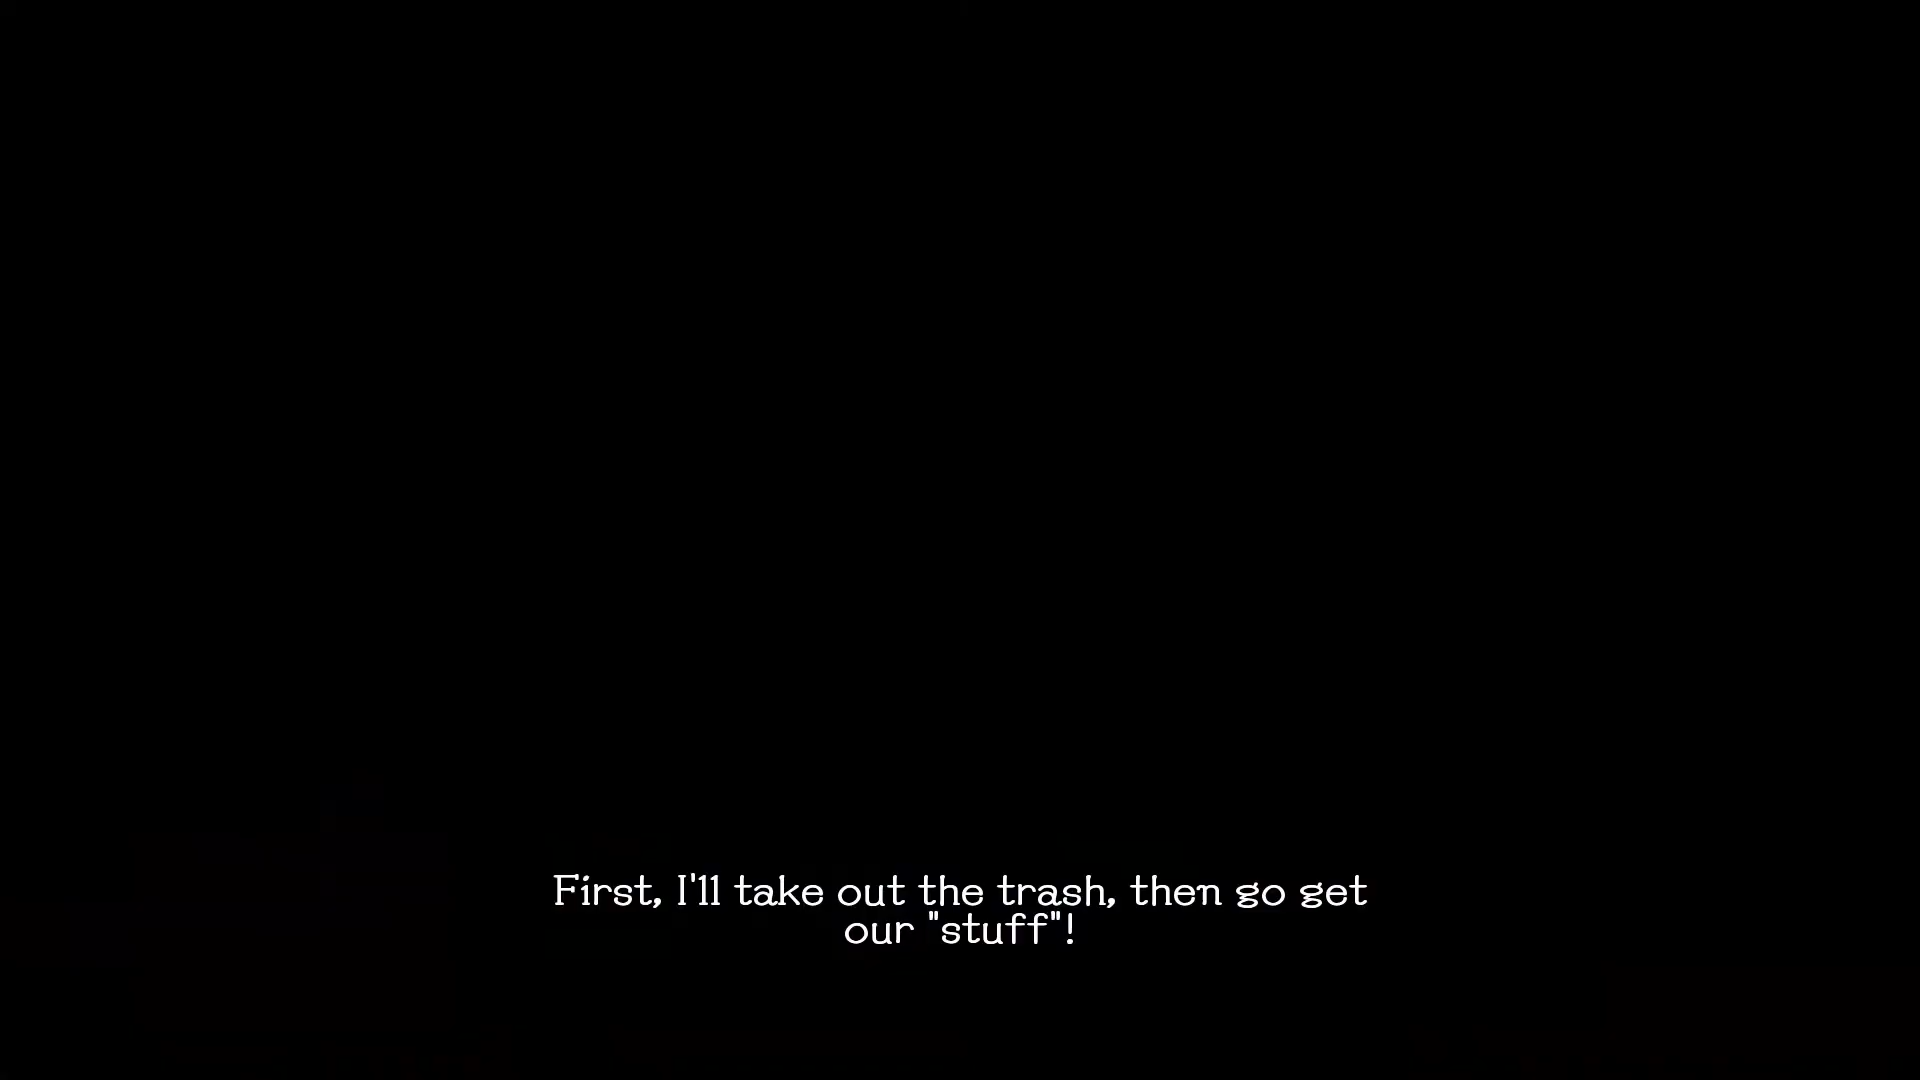 First, I'll take out the trash, then go get
our "stuff"!